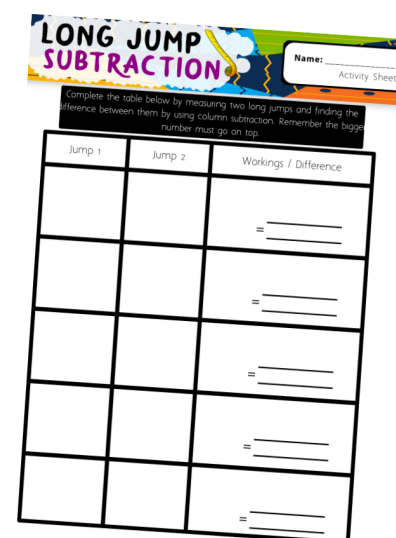 LONG JUMP
SUBTRACTION
Name:
Activity Sheet
Complete the table below by measuring two long jumps and finding the
difference between them by using column subtraction. Remember the bigger
number must go on top.
Jump 1
Jump 2
Workings / Difference
=
=
=
=
=